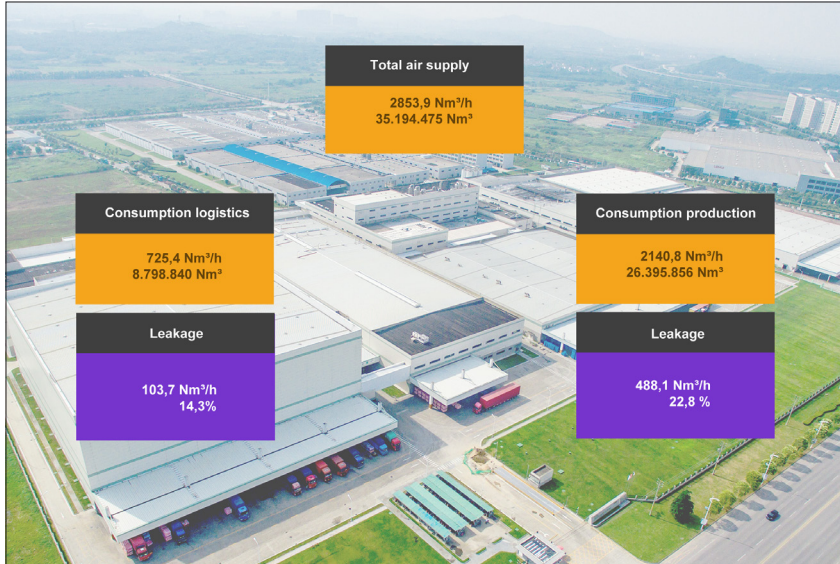 Total air supply
2853,9 Nm³/h
35.194.475 Nm³
Consumption logistics
725,4 Nm³/h
8.798.840 Nm³
Leakage
103,7 Nm³/h
14,3%
Consumption production
2140,8 Nm³/h
26.395.856 Nm³
Leakage
488,1 Nm³/h
22,8 %